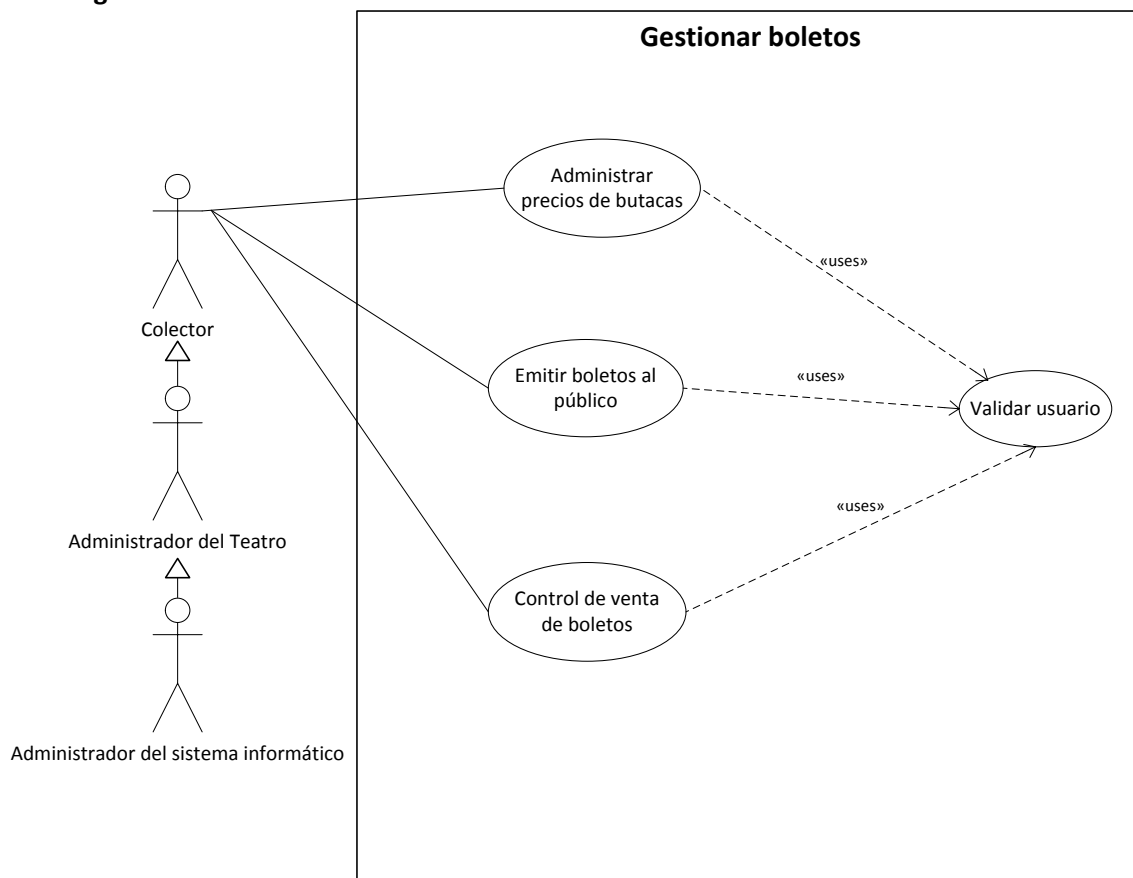 Gestionar boletos
Administrar
precios de butacas
«uses»
Colector
Emitir boletos al
público
«uses»
Validar usuario
«uses»
Administrador del Teatro
Control de venta
de boletos
Administrador del sistema informático